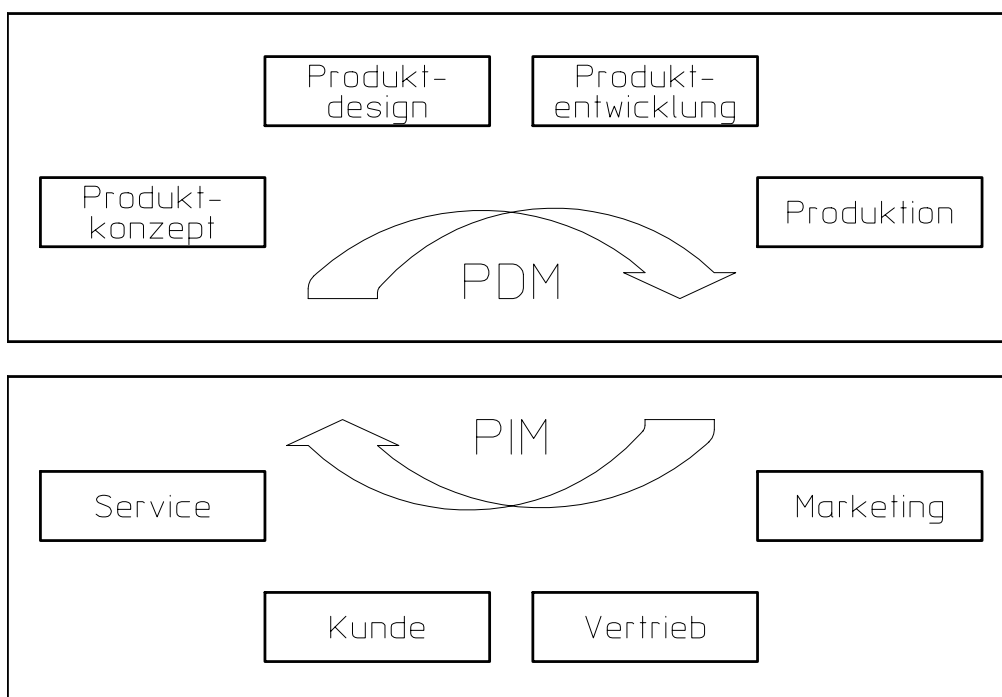 Produkt-
design
Produkt-
entwicklung
Produkt-
konzept
Produktion
PDM
PIM
Service
Marketing
Kunde
Vertrieb